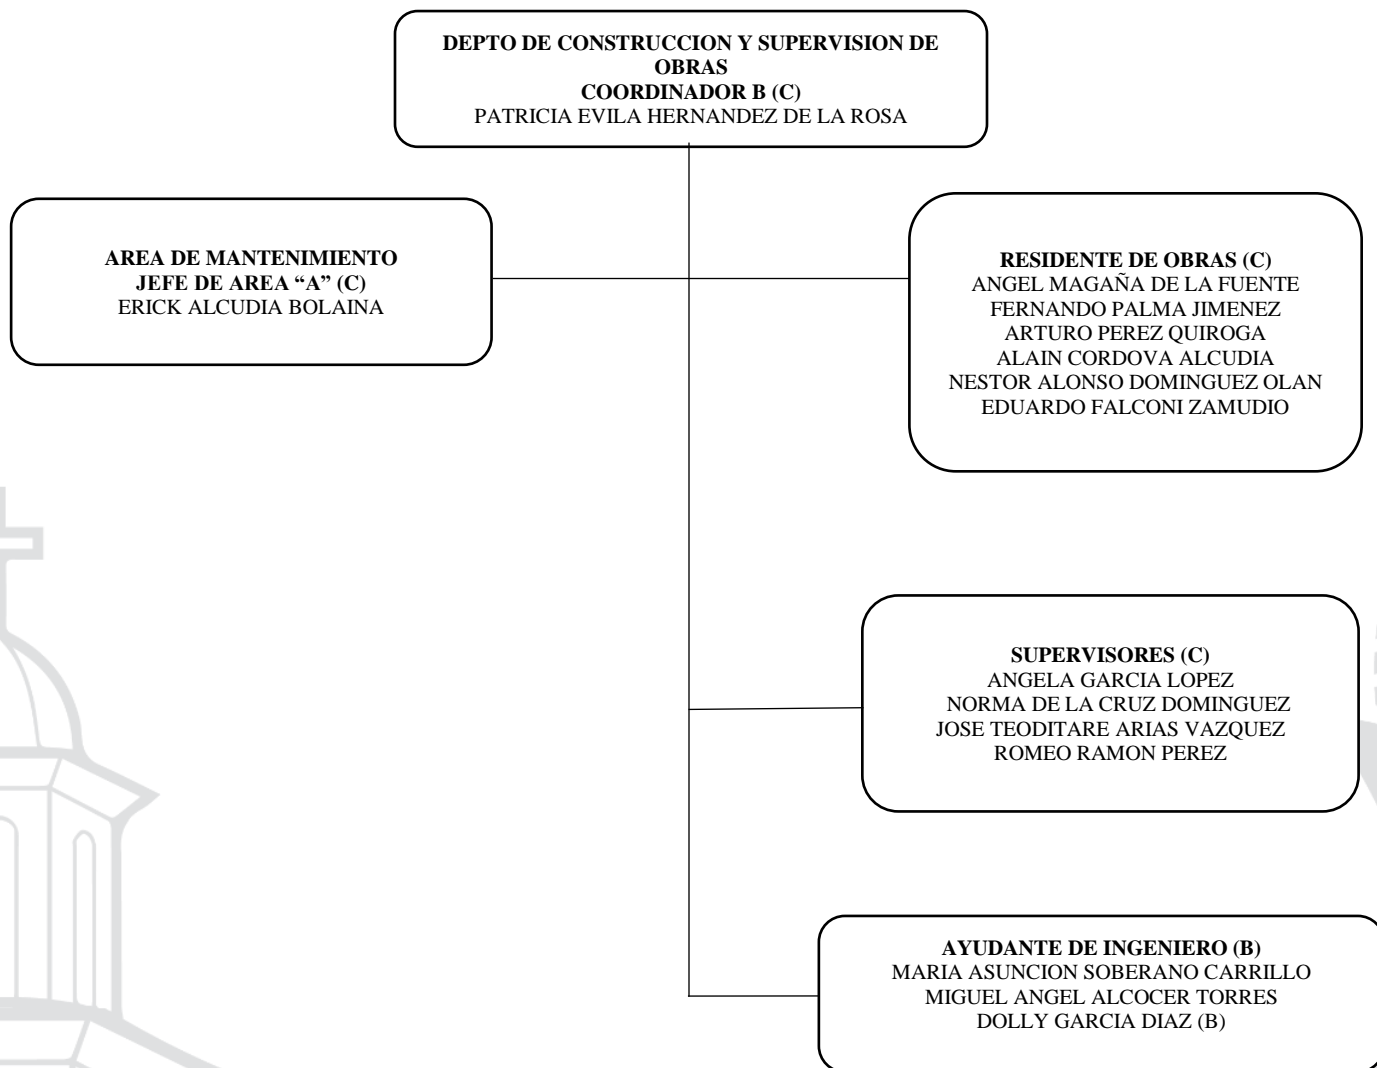 DEPTO DE CONSTRUCCION Y SUPERVISION DE
OBRAS
COORDINADOR B (C)
PATRICIA EVILA HERNANDEZ DE LA ROSA
AREA DE MANTENIMIENTO
JEFE DE AREA “A” (C)
ERICK ALCUDIA BOLAINA
RESIDENTE DE OBRAS (C)
ANGEL MAGAÑA DE LA FUENTE
FERNANDO PALMA JIMENEZ
ARTURO PEREZ QUIROGA
ALAIN CORDOVA ALCUDIA
NESTOR ALONSO DOMINGUEZ OLAN
EDUARDO FALCONI ZAMUDIO
SUPERVISORES (C)
ANGELA GARCIA LOPEZ
NORMA DE LA CRUZ DOMINGUEZ
JOSE TEODITARE ARIAS VAZQUEZ
ROMEO RAMON PEREZ
AYUDANTE DE INGENIERO (B)
MARIA ASUNCION SOBERANO CARRILLO
MIGUEL ANGEL ALCOCER TORRES
DOLLY GARCIA DIAZ (B)